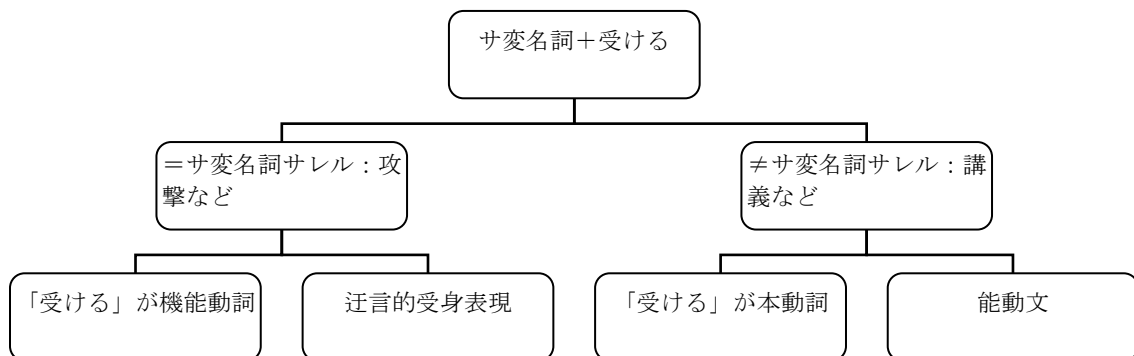 サ変名詞＋受ける
＝サ変名詞サレル：攻
撃など
≠サ変名詞サレル：講
義など
「受ける」が機能動詞
迂言的受身表現
「受ける」が本動詞
能動文